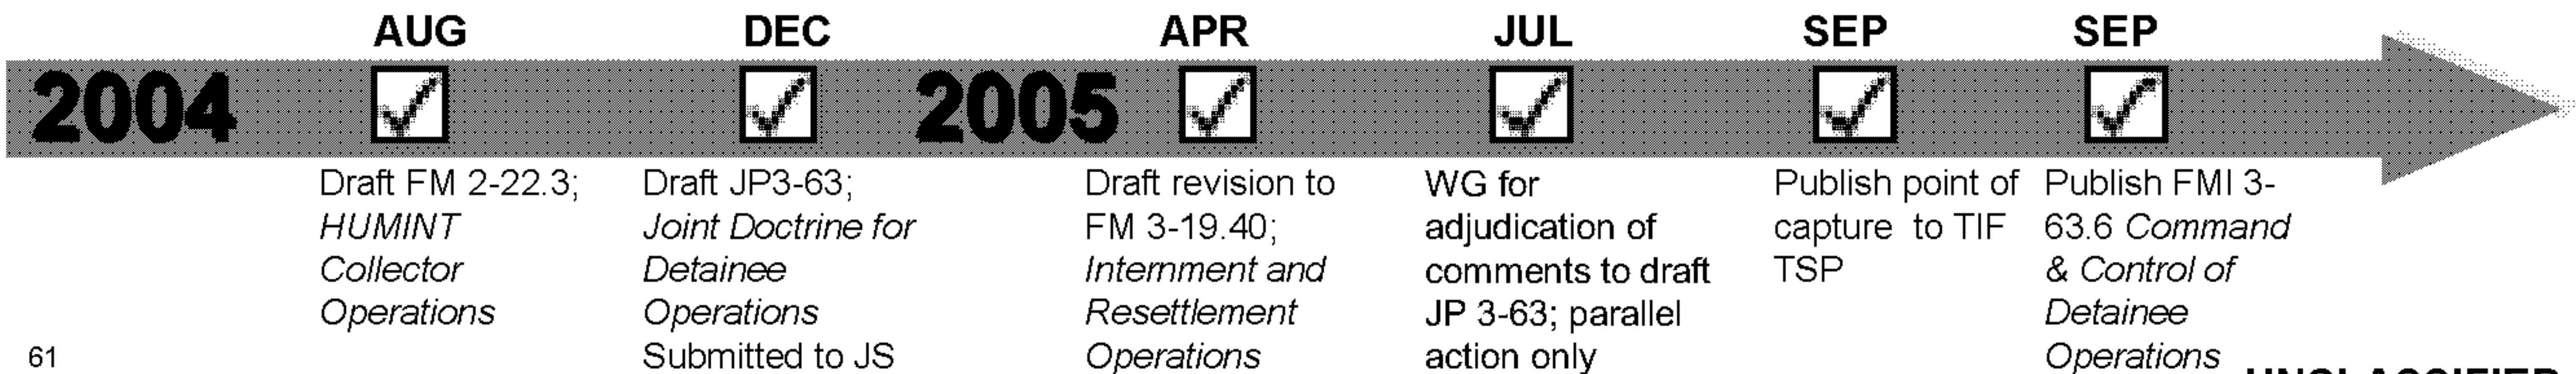 AUG DEC APR JUL SEP SEP
2004 2005
Draft FM 2-22.3;
HUMINT
Collector
Operations
Draft JP3-63;
Joint Doctrine for
Detainee
Operations
Submitted to JS
Draft revision to
FM 3-19.40;
Internment and
Resettlement
Operations
WG for
adjudication of
comments to draft
JP 3-63; parallel
action only
Publish point of
capture to TIF
TSP
Publish FMI 3-
63.6 Command
& Control of
Detainee
Operations
61